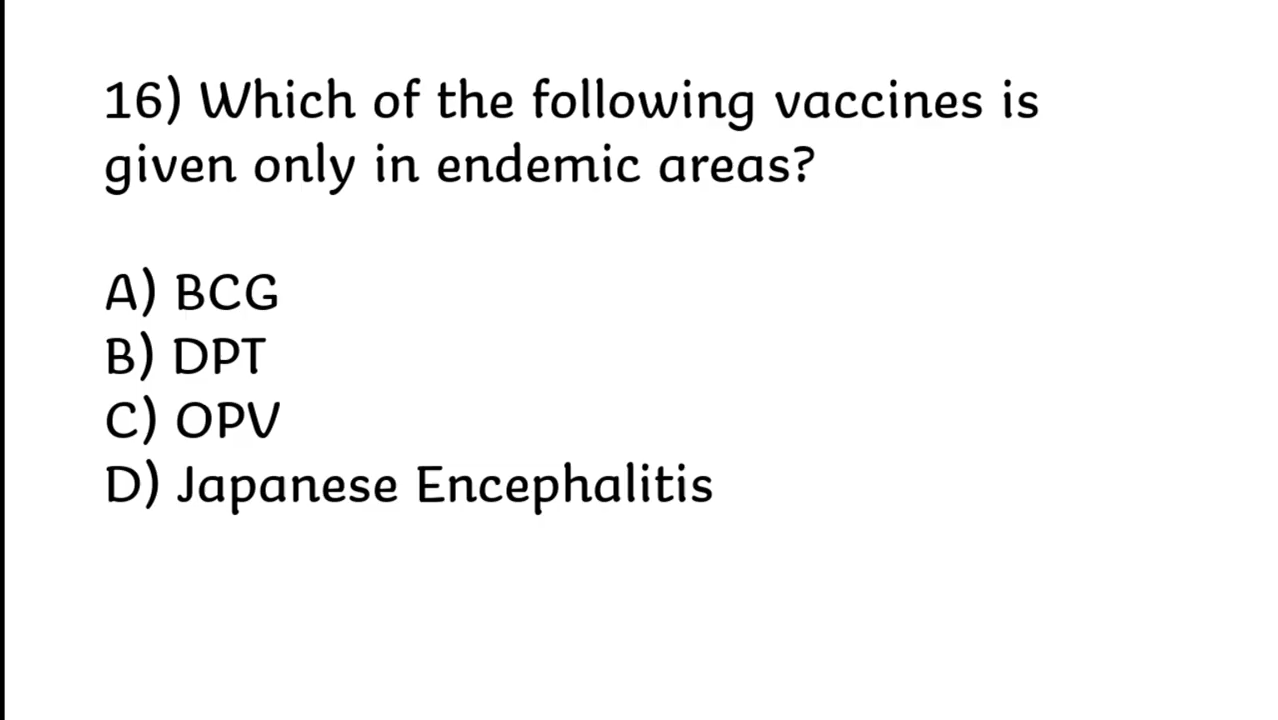 16) Which of the following vaccines is
given only in endemic areas?
A) BCG
B) DPT
C) OPV
D) Japanese Encephalitis